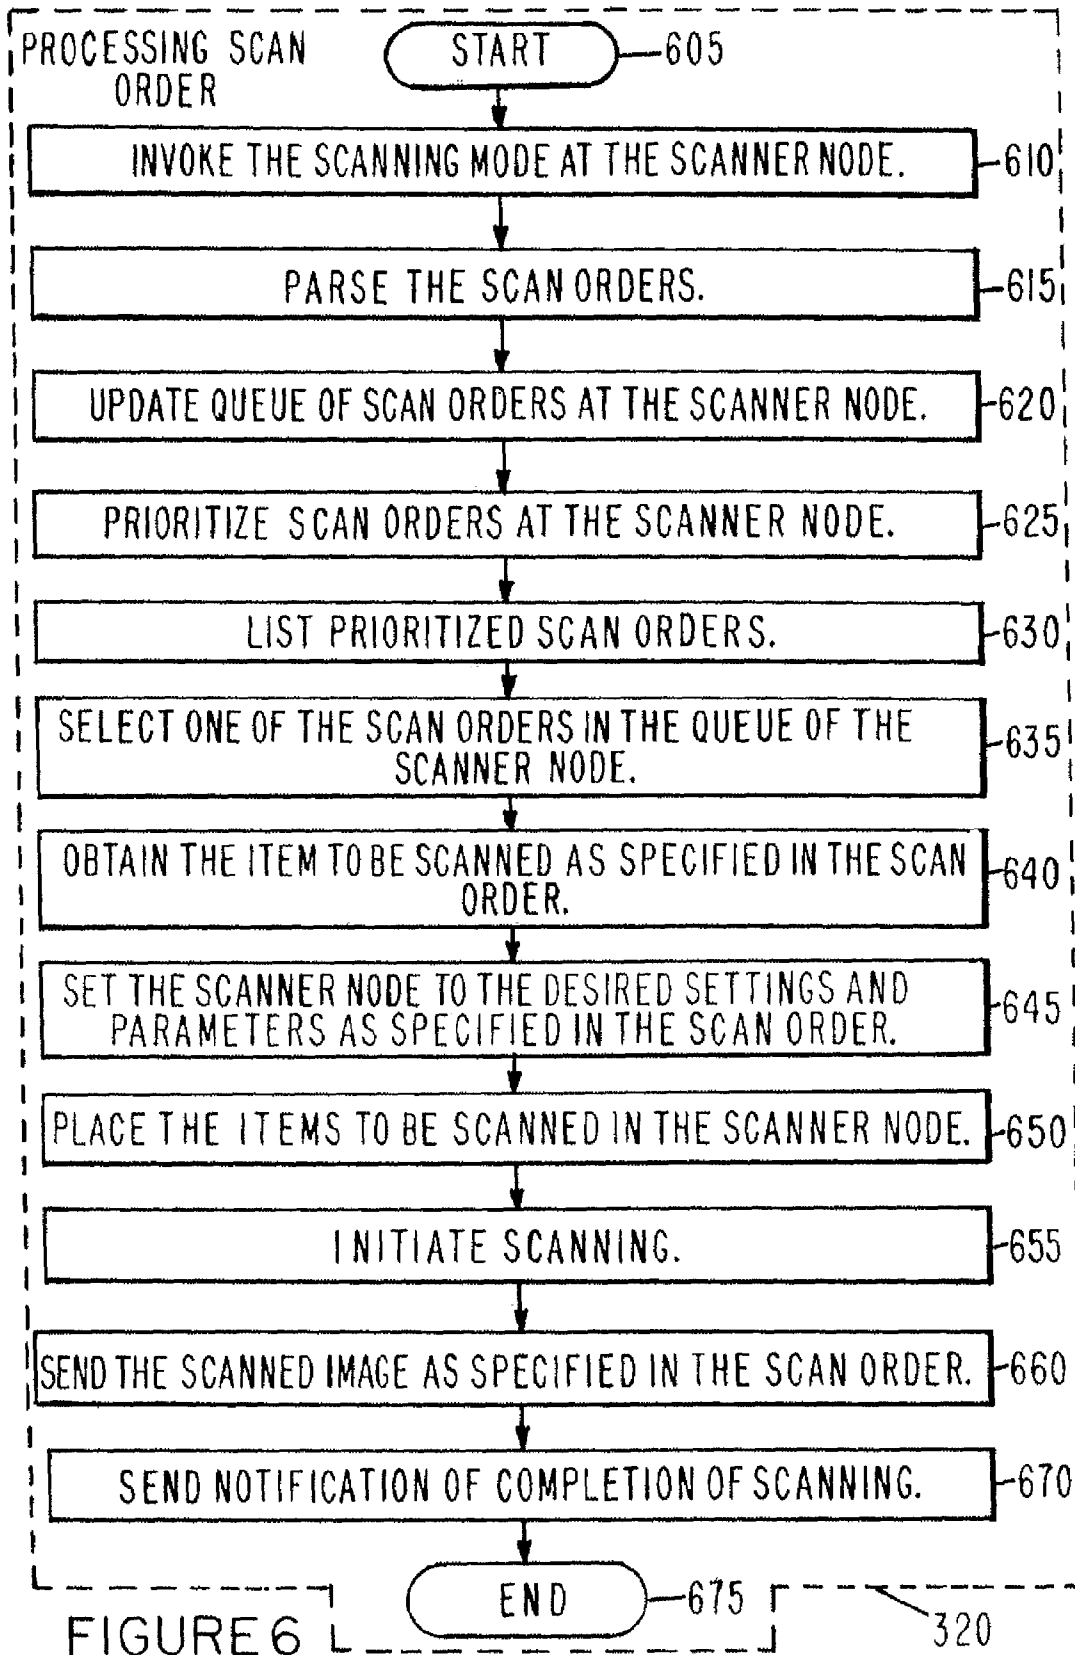 PROCESSING SCAN
ORDER
START
605
INVOKE THE SCANNING MODE AT THE SCANNER NODE.
610
PARSE THE SCAN ORDERS.
615
UPDATE QUEUE OF SCAN ORDERS AT THE SCANNER NODE.
620
PRIORITIZE SCAN ORDERS AT THE SCANNER NODE.
625
LIST PRIORITIZED SCAN ORDERS.
630
SELECT ONE OF THE SCAN ORDERS IN THE QUEUE OF THE
SCANNER NODE.
635
OBTAIN THE ITEM TO BE SCANNED AS SPECIFIED IN THE SCAN
ORDER.
640
SET THE SCANNER NODE TO THE DESIRED SETTINGS AND
PARAMETERS AS SPECIFIED IN THE SCAN ORDER.
645
PLACE THE ITEMS TO BE SCANNED IN THE SCANNER NODE.
650
INITIATE SCANNING.
655
SEND THE SCANNED IMAGE AS SPECIFIED IN THE SCAN ORDER.
660
SEND NOTIFICATION OF COMPLETION OF SCANNING.
670
END
675
320
FIGURE 6